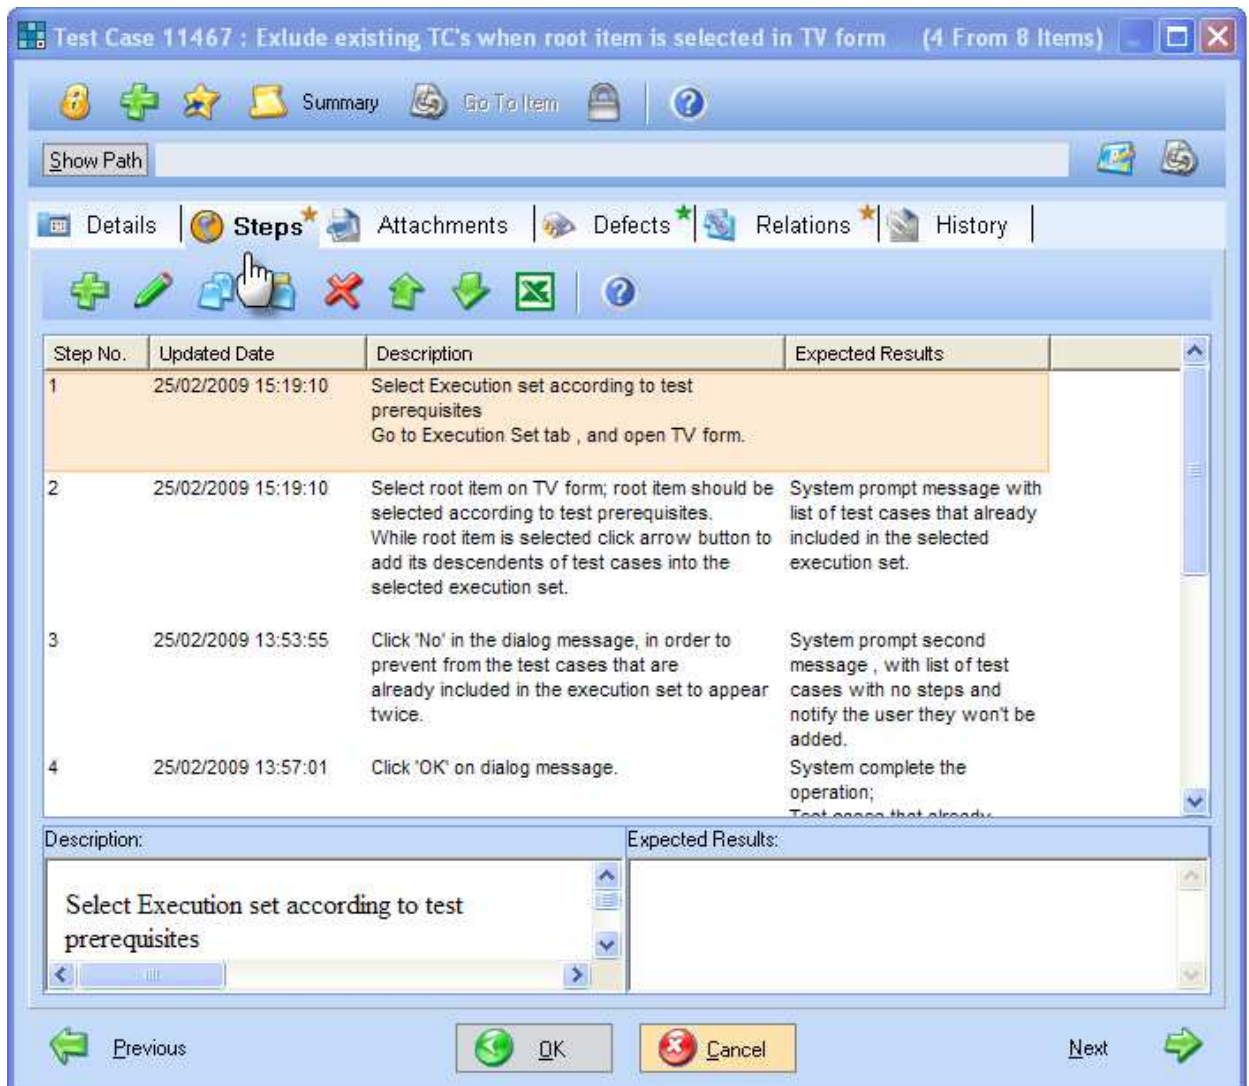 Test Case 11467 : Exlude existing TC's when root item is selected in TV form (4 From 8 Items)
Summary Go To Item
Show Path
Details Steps Attachments Defects Relations History
Step No. Updated Date Description Expected Results
1 25/02/2009 15:19:10 Select Execution set according to test
prerequisites
Go to Execution Set tab , and open TV form.
2 25/02/2009 15:19:10 Select root item on TV form; root item should be System prompt message with
selected according to test prerequisites. list of test cases that already
While root item is selected click arrow button to included in the selected
add its descendents of test cases into the execution set.
selected execution set.
3 25/02/2009 13:53:55 Click 'No' in the dialog message, in order to System prompt second
prevent from the test cases that are message , with list of test
already included in the execution set to appear cases with no steps and
twice. notify the user they won't be
added.
4 25/02/2009 13:57:01 Click 'OK' on dialog message. System complete the
operation;
Test cases that already
Description: Expected Results:
Select Execution set according to test
prerequisites
Previous OK Cancel Next